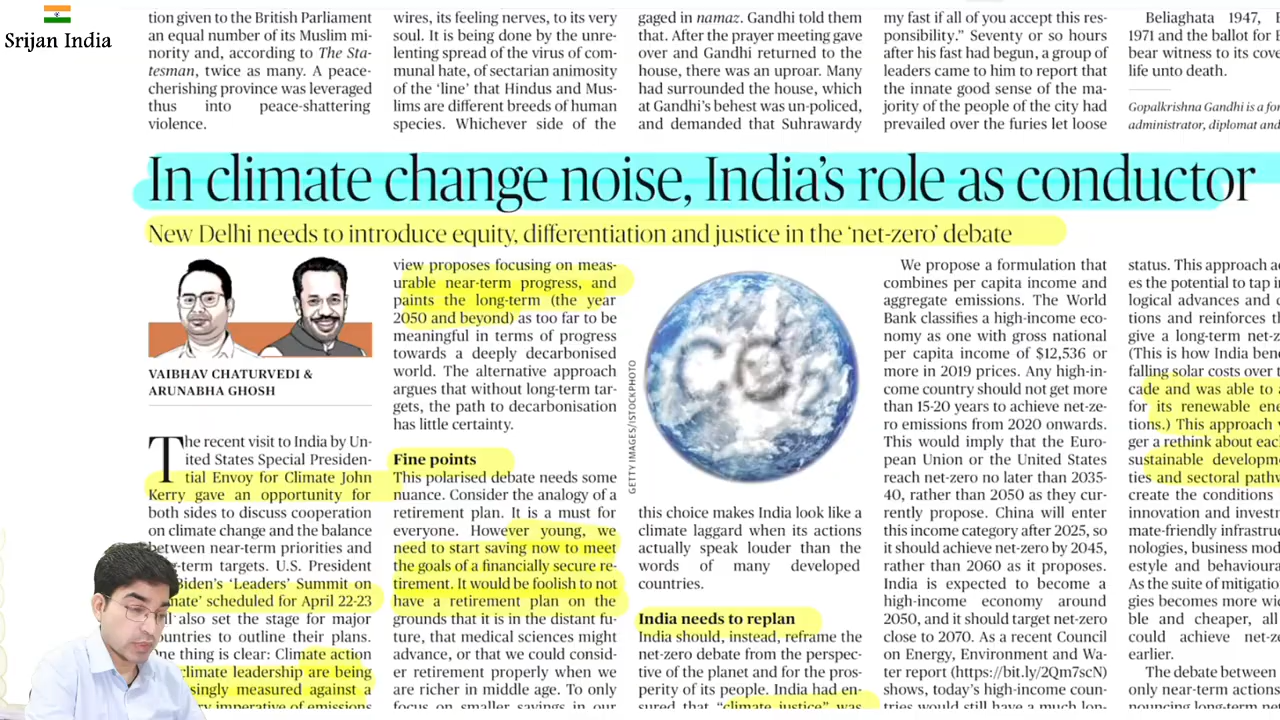 Srijan India
tion given to the British Parliament
an equal number of its Muslim mi-
nority and, according to The Sta-
tesman, twice as many. A peace-
cherishing province was leveraged
thus into peace-shattering
violence.
wires, its feeling nerves, to its very
soul. It is being done by the unre-
lenting spread of the virus of com-
munal hate, of sectarian animosity
of the ‘line’ that Hindus and Mus-
lims are different breeds of human
species. Whichever side of the
gaged in namaz. Gandhi told them
that. After the prayer meeting gave
over and Gandhi returned to the
house, there was an uproar. Many
had surrounded the house, which
at Gandhi’s behest was un-policed,
and demanded that Suhrawardy
my fast if all of you accept this res-
ponsibility.” Seventy or so hours
after his fast had begun, a group of
leaders came to him to report that
the innate good sense of the ma-
jority of the people of the city had
prevailed over the furies let loose
Beliaghata 1947,
1971 and the ballot for
bear witness to its
life unto death.
Gopalkrishna Gandhi is a
administrator, diplomat
In climate change noise, India’s role as conductor
New Delhi needs to introduce equity, differentiation and justice in the ‘net-zero’ debate
VAIBHAV CHATURVEDI &
ARUNABHA GHOSH
The recent visit to India by Un-
ited States Special Presiden-
tial Envoy for Climate John
Kerry gave an opportunity for
both sides to discuss cooperation
on climate change and the balance
between near-term priorities and
-term targets. U.S. President
Biden’s ‘Leaders’ Summit on
scheduled for April 22-23
also set the stage for major
countries to outline their plans.
One thing is clear: Climate action
climate leadership are being
measured against a
imperative of emissions
view proposes focusing on meas-
urable near-term progress, and
paints the long-term (the year
2050 and beyond) as too far to be
meaningful in terms of progress
towards a deeply decarbonised
world. The alternative approach
argues that without long-term tar-
gets, the path to decarbonisation
has little certainty.
Fine points
This polarised debate needs some
nuance. Consider the analogy of a
retirement plan. It is a must for
everyone. However young, we
need to start saving now to meet
the goals of a financially secure re-
tirement. It would be foolish to not
have a retirement plan on the
grounds that it is in the distant fu-
ture, that medical sciences might
advance, or that we could consid-
er retirement properly when we
are richer in middle age. To only
focus on smaller savings in our
GETTY IMAGES/ISTOCKPHOTO
CO2
this choice makes India look like a
climate laggard when its actions
actually speak louder than the
words of many developed
countries.
India needs to replan
India should, instead, reframe the
net-zero debate from the perspec-
tive of the planet and for the pros-
perity of its people. India had en-
sured that “climate justice” was
We propose a formulation that
combines per capita income and
aggregate emissions. The World
Bank classifies a high-income eco-
nomy as one with gross national
per capita income of $12,536 or
more in 2019 prices. Any high-in-
come country should not get more
than 15-20 years to achieve net-ze-
ro emissions from 2020 onwards.
This would imply that the Euro-
pean Union or the United States
reach net-zero no later than 2035-
40, rather than 2050 as they cur-
rently propose. China will enter
this income category after 2025, so
it should achieve net-zero by 2045,
rather than 2060 as it proposes.
India is expected to become a
high-income economy around
2050, and it should target net-zero
close to 2070. As a recent Council
on Energy, Environment and Wa-
ter report (https://bit.ly/2Qm7scN)
shows, today’s high-income coun-
tries would still have a much lon-
status. This approach
es the potential to tap
logical advances and
tions and reinforces
give a long-term
(This is how India
falling solar costs over
cade and was able to
for its renewable
tions.) This approach
ger a rethink about
sustainable
ties and sectoral
create the conditions
innovation and
mate-friendly
nologies, business
estyle and
As the suite of
gies becomes more
ble and cheaper, all
could achieve
earlier.
The debate between
only near-term actions
nouncing long-term